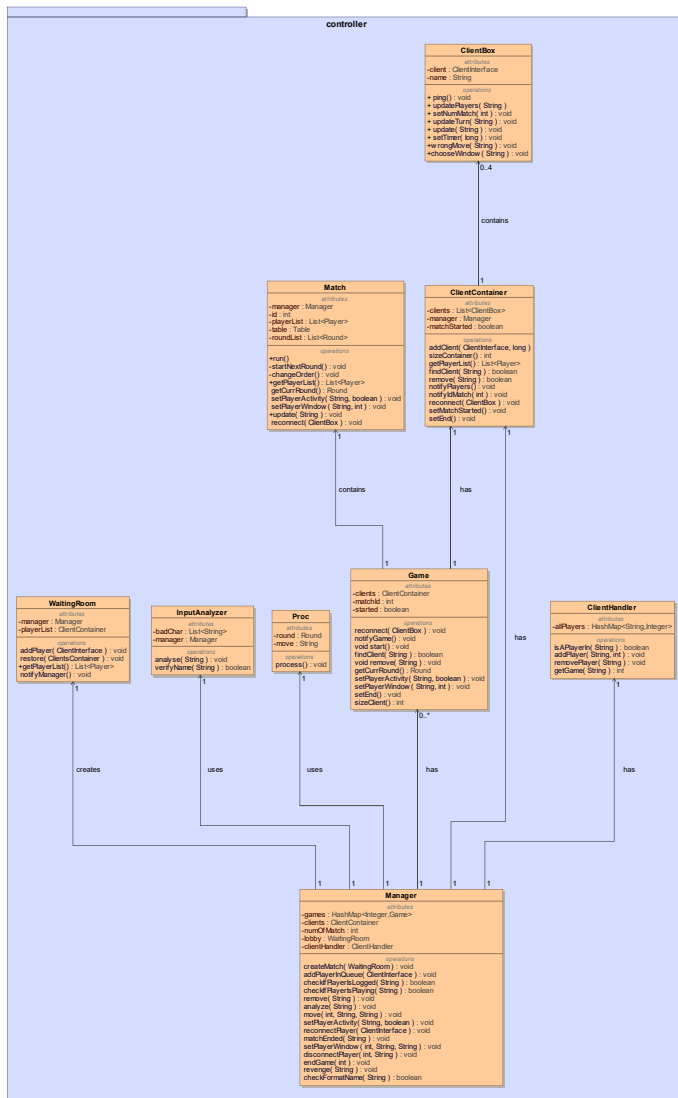 controller
ClientBox
attributes
-client : ClientInterface
-name : String
operations
+ ping() : void
+ updatePlayers( String )
+ setNumMatch( int ) : void
+ updateTurn( String ) : void
+ update( String ) : void
+ setTimer( long ) : void
+wrongMove( String ) : void
+chooseWindow ( String ) : void
0..4
contains
1
Match
attributes
-manager : Manager
-id : int
-playerList : List<Player>
-table : Table
-roundList : List<Round>
operations
+run()
-startNextRound() : void
-changeOrder() : void
+getPlayerList() : List<Player>
getCurrRound() : Round
setPlayerActivity( String, boolean ) : void
setPlayerWindow ( String, int ) : void
+update( String ) : void
reconnect( ClientBox ) : void
1
ClientContainer
attributes
-clients : List<ClientBox>
-manager : Manager
-matchStarted : boolean
operations
addClient( ClientInterface, long )
sizeContainer() : int
getPlayerList() : List<Player>
findClient( String ) : boolean
remove( String ) : boolean
notifyPlayers() : void
notifyIdMatch( int ) : void
reconnect( ClientBox ) : void
setMatchStarted() : void
setEnd() : void
1
1
contains
has
1
1
WaitingRoom
attributes
-manager : Manager
-playerList : ClientContainer
operations
addPlayer( ClientInterface ) : void
restore( ClientsContainer ) : void
+getPlayerList() : List<Player>
notifyManager() : void
1
InputAnalyzer
attributes
-badChar : List<String>
-manager : Manager
operations
analyse( String ) : void
verifyName( String ) : boolean
1
Proc
attributes
-round : Round
-move : String
operations
process() : void
1
Game
attributes
-clients : ClientContainer
-matchId : int
-started : boolean
operations
reconnect( ClientBox ) : void
notifyGame() : void
void start() : void
findClient( String ) : boolean
void remove( String ) : void
getCurrRound() : Round
setPlayerActivity( String, boolean ) : void
setPlayerWindow ( String, int ) : void
setEnd() : void
sizeClient() : int
0..*
has
ClientHandler
attributes
-allPlayers : HashMap<String,Integer>
operations
isAPlayerIn( String ) : boolean
addPlayer( String, int ) : void
removePlayer( String ) : void
getGame( String ) : int
1
creates
uses
uses
has
has
1
1
1
1
1
1
Manager
attributes
-games : HashMap<Integer,Game>
-clients : ClientContainer
-numOfMatch : int
-lobby : WaitingRoom
-clientHandler : ClientHandler
operations
createMatch( WaitingRoom ) : void
addPlayerInQueue( ClientInterface ) : void
checkIfPlayerIsLogged( String ) : boolean
checkIfPlayerIsPlaying( String ) : boolean
remove( String ) : void
analyze( String ) : void
move( int, String, String ) : void
setPlayerActivity( String, boolean ) : void
reconnectPlayer( ClientInterface ) : void
matchEnded( String ) : void
setPlayerWindow ( int, String, String ) : void
disconnectPlayer( int, String ) : void
endGame( int ) : void
revenge( String ) : void
checkFormatName( String ) : boolean